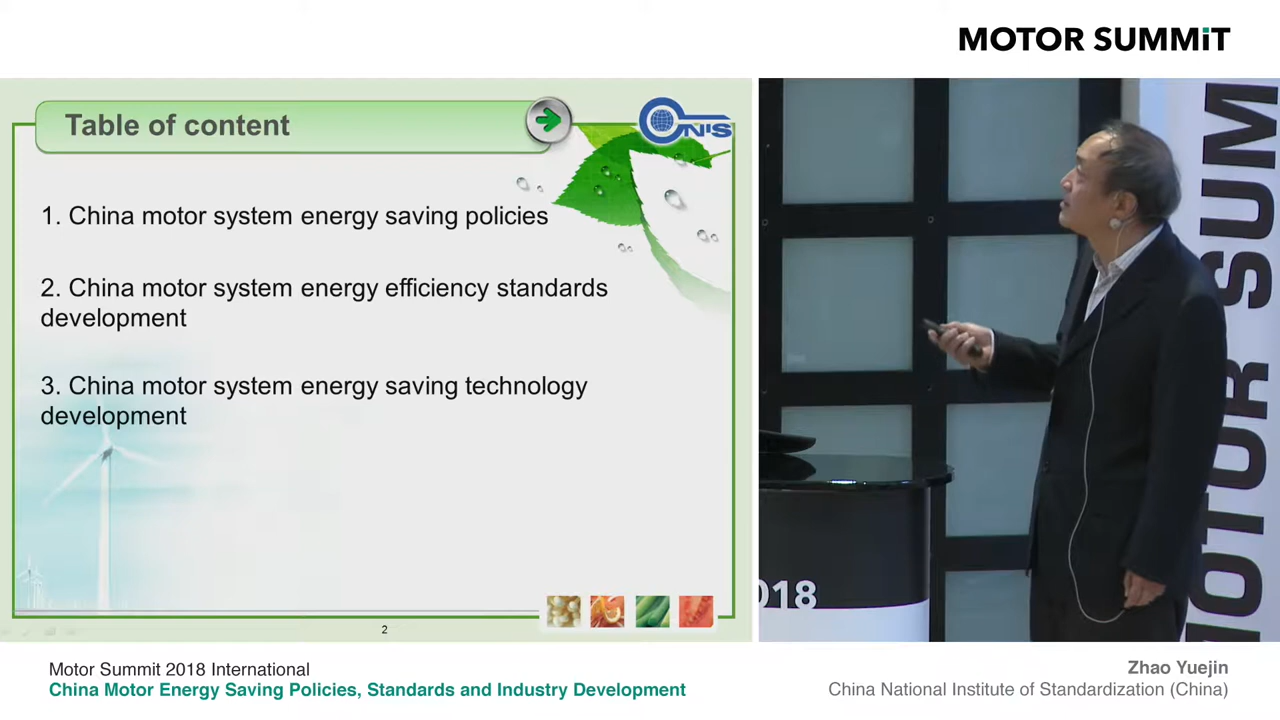 MOTOR SUMMiT
Table of content
CNIS
1. China motor system energy saving policies
2. China motor system energy efficiency standards
development
3. China motor system energy saving technology
development
2
MOTOR SUM
018
Motor Summit 2018 International
China Motor Energy Saving Policies, Standards and Industry Development
Zhao Yuejin
China National Institute of Standardization (China)